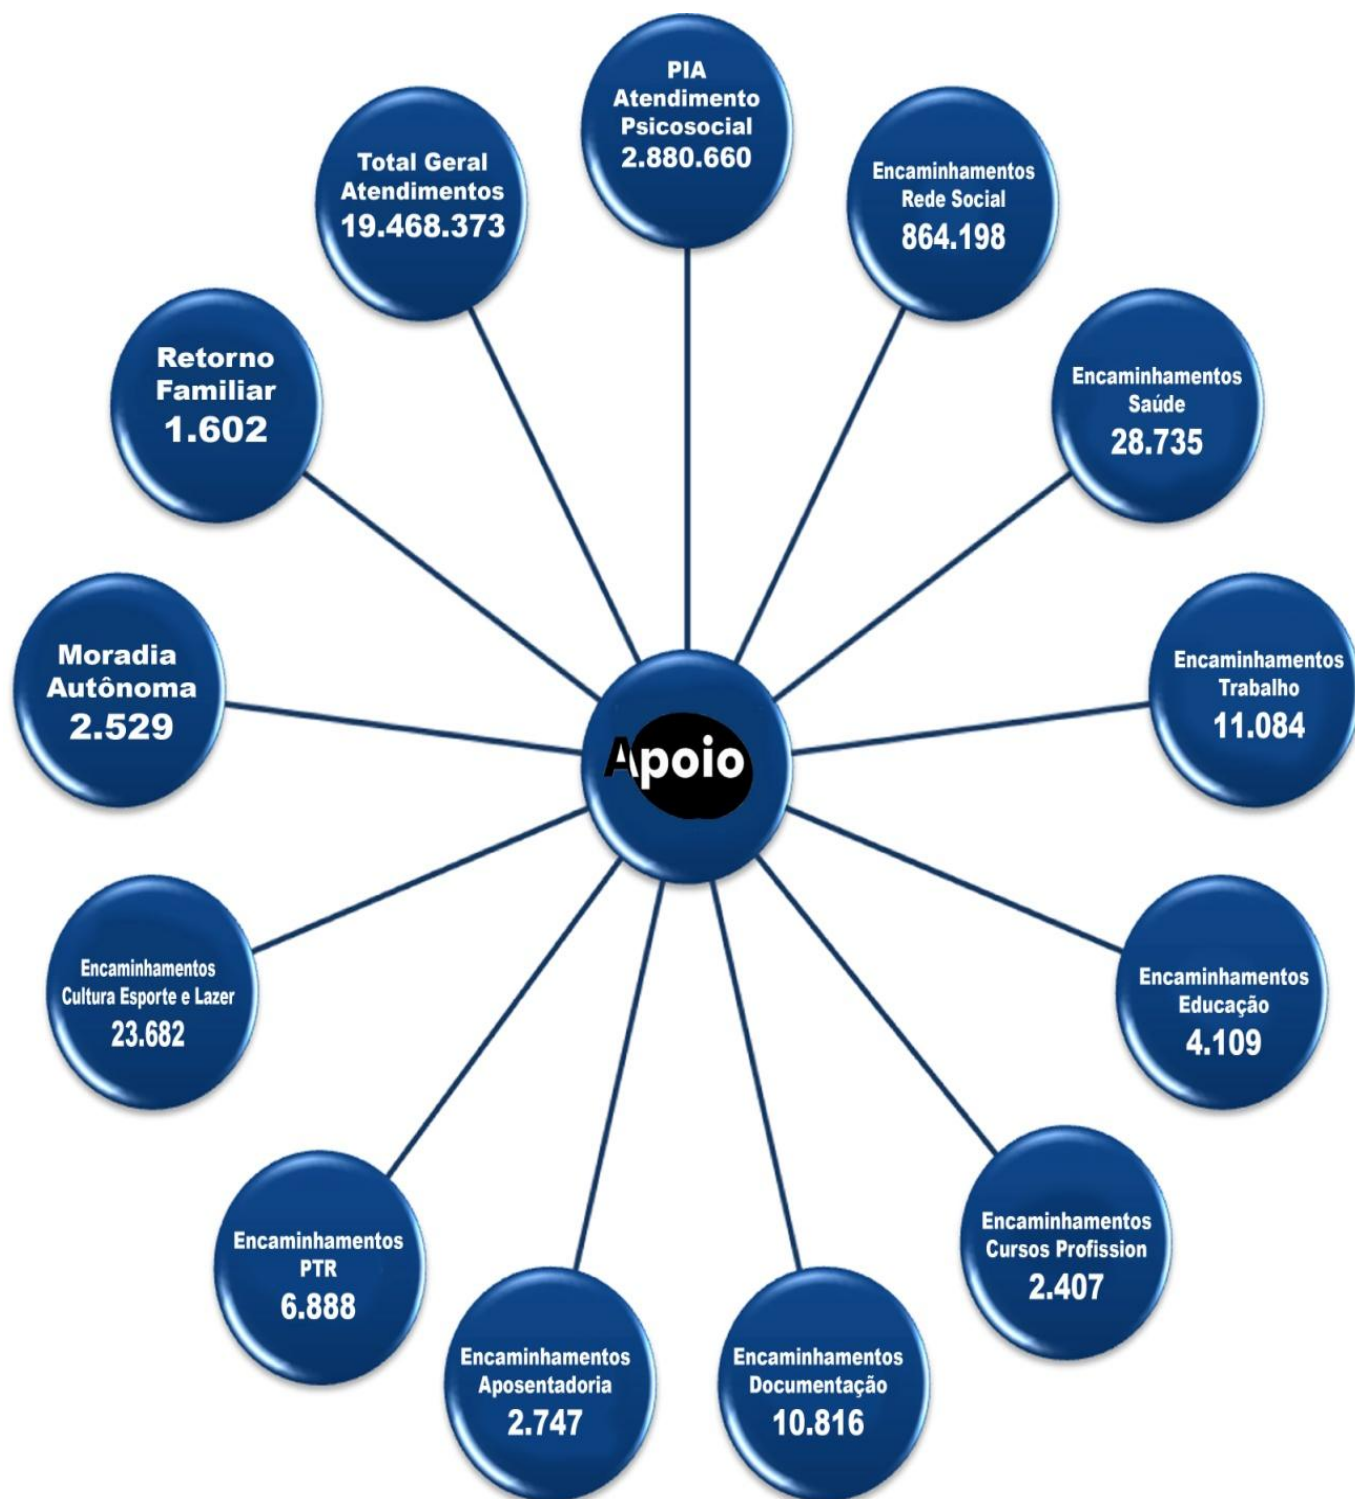 PIA
Atendimento
Psicosocial
2.880.660
Encaminhamentos
Rede Social
864.198
Encaminhamentos
Saúde
28.735
Encaminhamentos
Trabalho
11.084
Encaminhamentos
Educação
4.109
Encaminhamentos
Cursos Profission
2.407
Encaminhamentos
Documentação
10.816
Encaminhamentos
Aposentadoria
2.747
Encaminhamentos
PTR
6.888
Encaminhamentos
Cultura Esporte e Lazer
23.682
Moradia
Autônoma
2.529
Retorno
Familiar
1.602
Total Geral
Atendimentos
19.468.373
Apoio